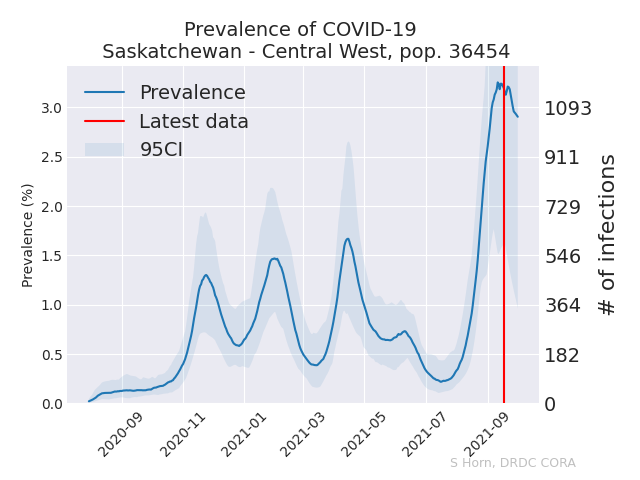 Prevalence of COVID-19
Saskatchewan - Central West, pop. 36454
Prevalence
Latest data
95CI
Prevalence (%)
3.0
2.5
2.0
1.5
1.0
0.5
0.0
1093
911
729
546
364
182
0
# of infections
2020-09
2020-11
2021-01
2021-03
2021-05
2021-07
2021-09
S Horn, DRDC CORA